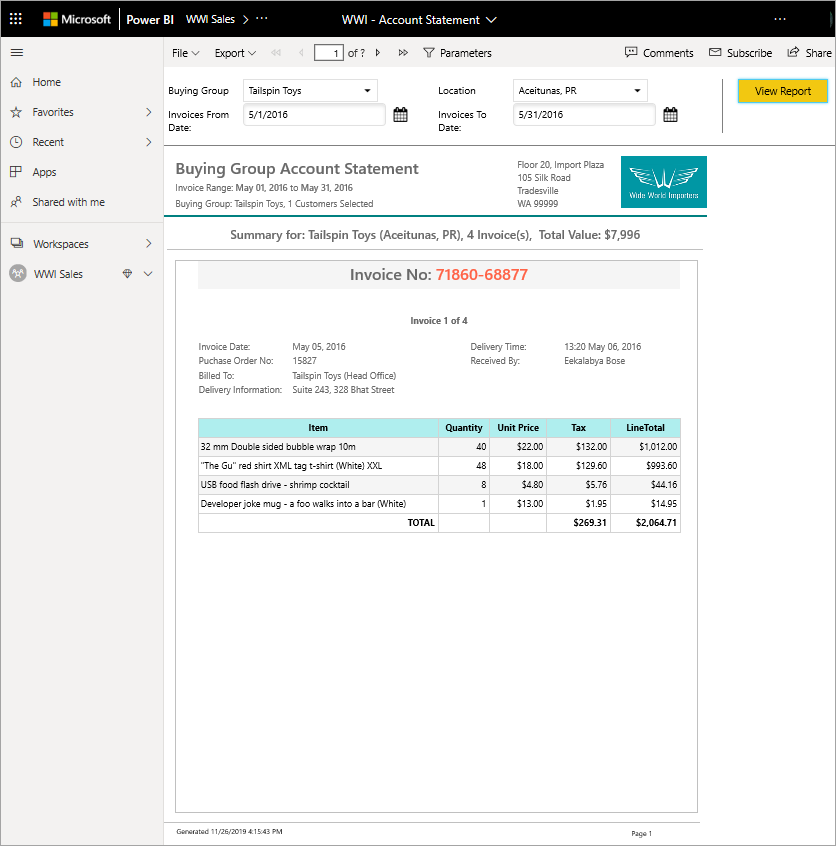 Microsoft Power BI WWI Sales > ··· WWI - Account Statement ···
File Export 1 of ? Parameters Comments Subscribe Share
Home
Favorites
Recent
Apps
Shared with me
Workspaces
WWI Sales
Buying Group Tailspin Toys Location Aceitunas, PR View Report
Invoices From Date: 5/1/2016 Invoices To Date: 5/31/2016
Buying Group Account Statement
Invoice Range: May 01, 2016 to May 31, 2016
Buying Group: Tailspin Toys, 1 Customers Selected
Floor 20, Import Plaza
105 Silk Road
Tradesville
WA 99999
Wide World Importers
Summary for: Tailspin Toys (Aceitunas, PR), 4 Invoice(s), Total Value: $7,996
Invoice No: 71860-68877
Invoice 1 of 4
Invoice Date: May 05, 2016 Delivery Time: 13:20 May 06, 2016
Puchase Order No: 15827 Received By: Eekalabya Bose
Billed To: Tailspin Toys (Head Office)
Delivery Information: Suite 243, 328 Bhat Street
Item Quantity Unit Price Tax LineTotal
32 mm Double sided bubble wrap 10m 40 $22.00 $132.00 $1,012.00
"The Gu" red shirt XML tag t-shirt (White) XXL 48 $18.00 $129.60 $993.60
USB food flash drive - shrimp cocktail 8 $4.80 $5.76 $44.16
Developer joke mug - a foo walks into a bar (White) 1 $13.00 $1.95 $14.95
TOTAL $269.31 $2,064.71
Generated 11/26/2019 4:15:43 PM
Page 1